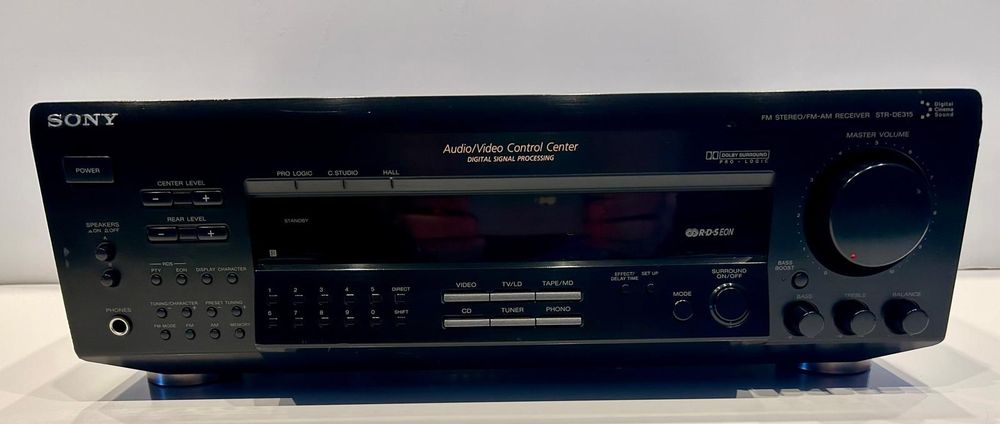 SONY
FM STEREO/FM-AM RECEIVER STR-DE315
Digital
Cinema
Sound
MASTER VOLUME
Audio/Video Control Center
DIGITAL SIGNAL PROCESSING
DOLBY SURROUND
PRO • LOGIC
POWER
PRO LOGIC C.STUDIO HALL
CENTER LEVEL
− +
REAR LEVEL
− +
STANDBY
R·D·S EON
SPEAKERS
A
RDS
PTY EON DISPLAY CHARACTER
TUNING/CHARACTER PRESET TUNING
FM MODE FM AM MEMORY
PHONES
1 2 3 4 5 DIRECT
6 7 8 9 0 SHIFT
VIDEO TV/LD TAPE/MD
CD TUNER PHONO
EFFECT/
DELAY TIME
SET UP
MODE
SURROUND
ON/OFF
BASS
BOOST
BASS TREBLE BALANCE